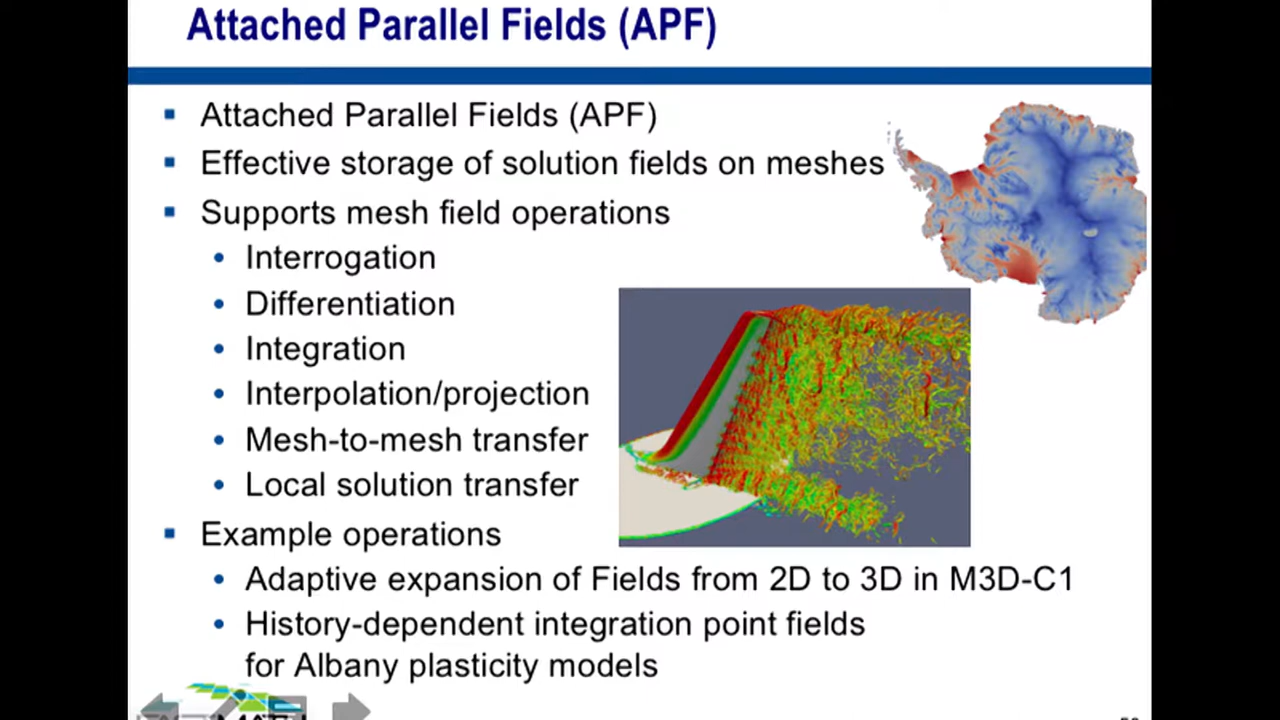 Attached Parallel Fields (APF)
Attached Parallel Fields (APF)
Effective storage of solution fields on meshes
Supports mesh field operations
Interrogation
Differentiation
Integration
Interpolation/projection
Mesh-to-mesh transfer
Local solution transfer
Example operations
Adaptive expansion of Fields from 2D to 3D in M3D-C1
History-dependent integration point fields
for Albany plasticity models